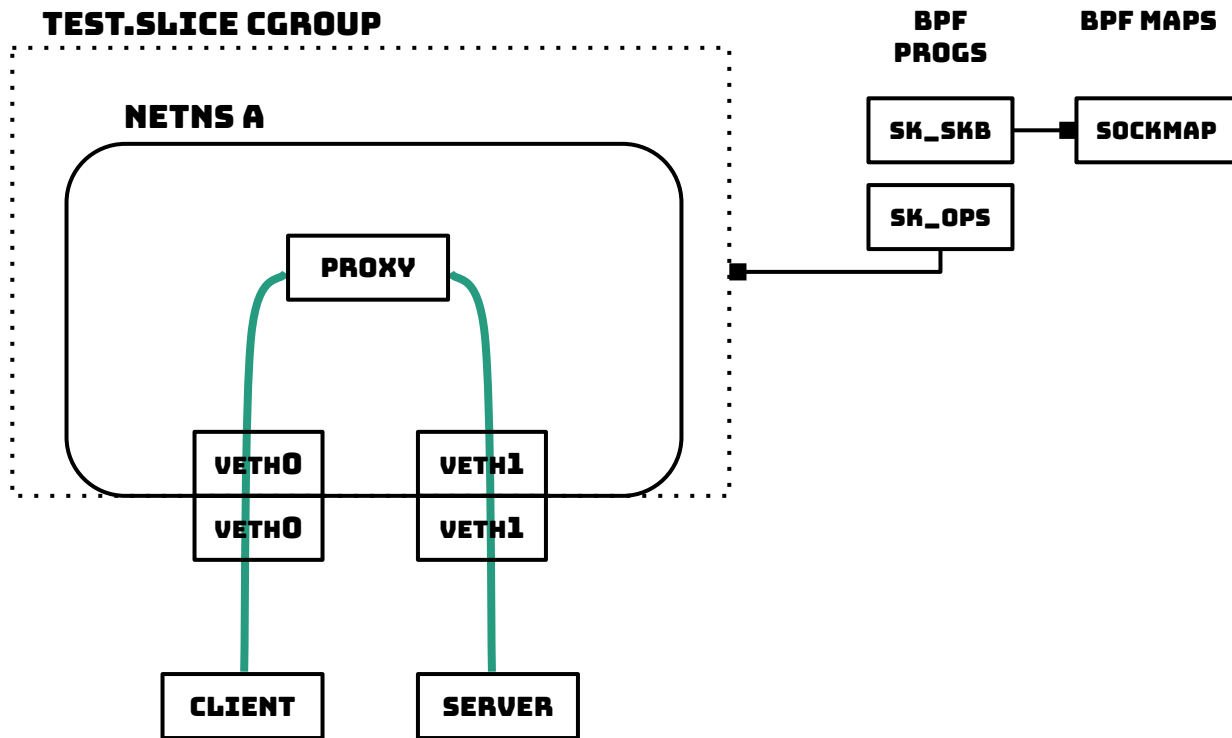 TEST.SLICE CGROUP
BPF
PROGS
BPF MAPS
NETNS A
SK_SKB
SOCKMAP
SK_OPS
PROXY
VETH0
VETH1
VETH0
VETH1
CLIENT
SERVER